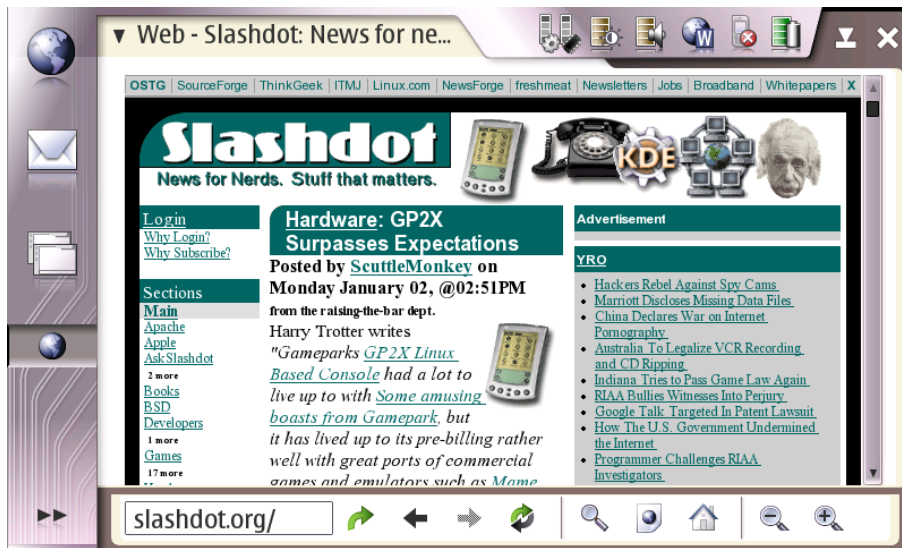 Web - Slashdot: News for ne...
OSTG | SourceForge | ThinkGeek | ITMJ | Linux.com | NewsForge | freshmeat | Newsletters | Jobs | Broadband | Whitepapers | X
Slashdot
News for Nerds. Stuff that matters.
KDE
Login
Why Login?
Why Subscribe?
Sections
Main
Apache
Apple
AskSlashdot
2 more
Books
BSD
Developers
1 more
Games
17 more
Hardware: GP2X
Surpasses Expectations
Posted by ScuttleMonkey on
Monday January 02, @02:51PM
from the raising-the-bar dept.
Harry Trotter writes
"Gameparks GP2X Linux
Based Console had a lot to
live up to with Some amusing
boasts from Gamepark, but
it has lived up to its pre-billing rather
well with great ports of commercial
games and emulators such as Mame
Advertisement
YRO
Hackers Rebel Against Spy Cams
Marriott Discloses Missing Data Files
China Declares War on Internet
Pornography
Australia To Legalize VCR Recording
and CD Ripping
Indiana Tries to Pass Game Law Again
RIAA Bullies Witnesses Into Perjury
Google Talk Targeted In Patent Lawsuit
How The U.S. Government Undermined
the Internet
Programmer Challenges RIAA
Investigators
slashdot.org/